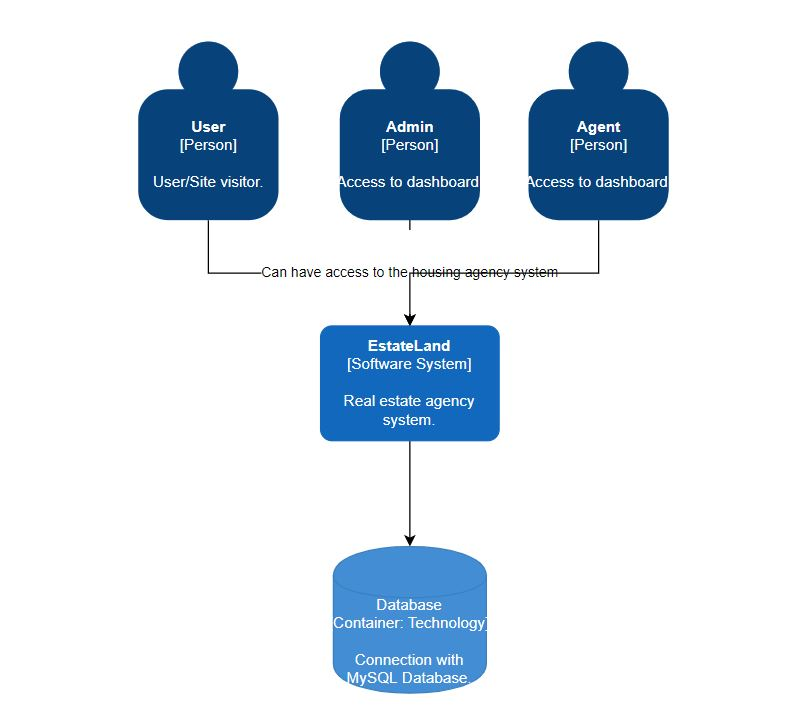 User
[Person]
User/Site visitor.
Admin
[Person]
Access to dashboard
Agent
[Person]
Access to dashboard
Can have access to the housing agency system
EstateLand
[Software System]
Real estate agency
system.
Database
Container: Technology]
Connection with
MySQL Database.